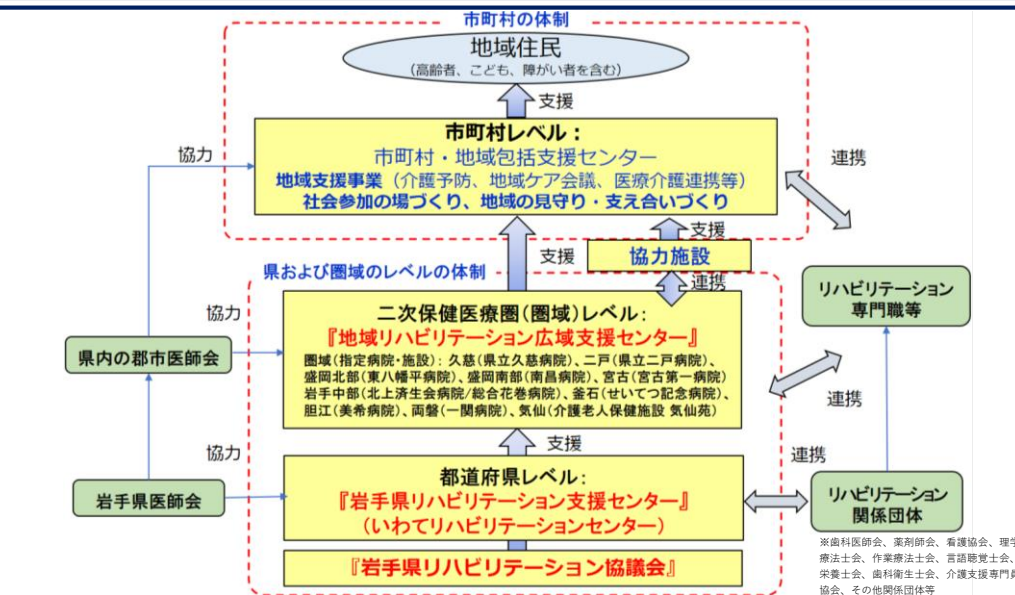 市町村の体制
地域住民
(高齢者、こども、障がい者を含む)
支援
市町村レベル:
市町村・地域包括支援センター
地域支援事業(介護予防、地域ケア会議、医療介護連携等)
社会参加の場づくり、地域の見守り・支え合いづくり
協力
連携
支援
協力施設
支援
連携
県および圏域のレベルの体制
二次保健医療圏(圏域)レベル:
『地域リハビリテーション広域支援センター』
圏域(指定病院・施設): 久慈(県立久慈病院)、二戸(県立二戸病院)、
盛岡北部(東八幡平病院)、盛岡南部(南昌病院)、宮古(宮古第一病院)
岩手中部(北上済生会病院/総合花巻病院)、釜石(せいてつ記念病院)、
胆江(美希病院)、両磐(一関病院)、気仙(介護老人保健施設 気仙苑)
協力
県内の郡市医師会
リハビリテーション
専門職等
連携
支援
協力
岩手県医師会
都道府県レベル:
『岩手県リハビリテーション支援センター』
(いわてリハビリテーションセンター)
『岩手県リハビリテーション協議会』
連携
リハビリテーション
関係団体
※歯科医師会、薬剤師会、看護協会、理学
療法士会、作業療法士会、言語聴覚士会、
栄養士会、歯科衛生士会、介護支援専門員
協会、その他関係団体等